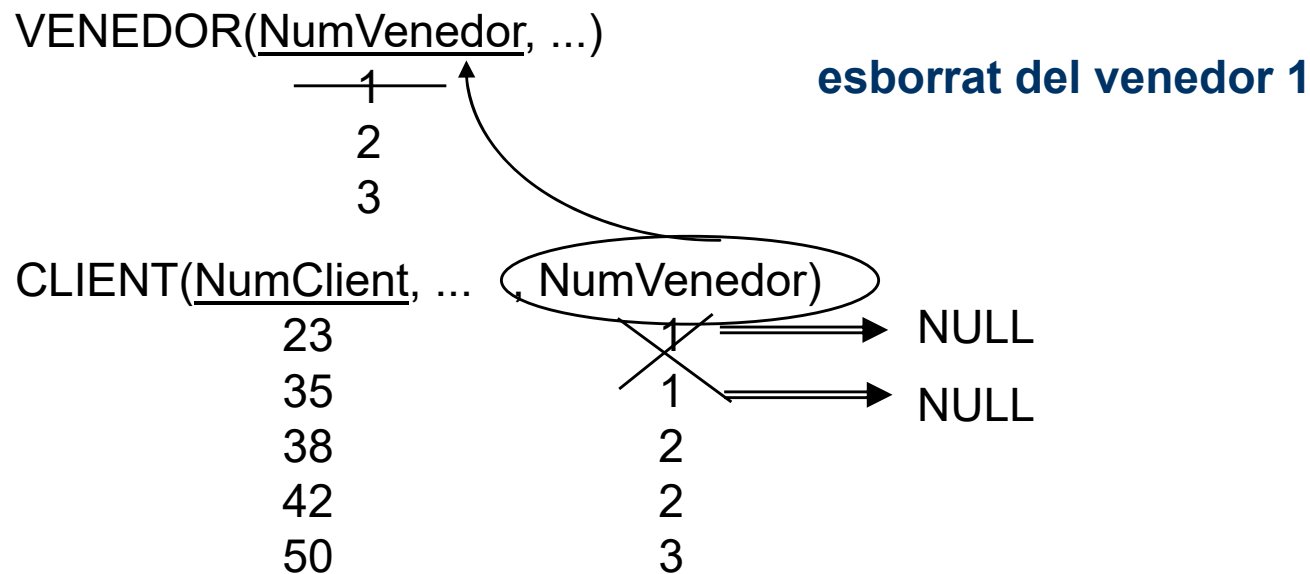 VENEDOR(NumVenedor, ...)
esborrat del venedor 1
1
2
3
CLIENT(NumClient, ... , NumVenedor)
23 1 NULL
35 1 NULL
38 2
42 2
50 3